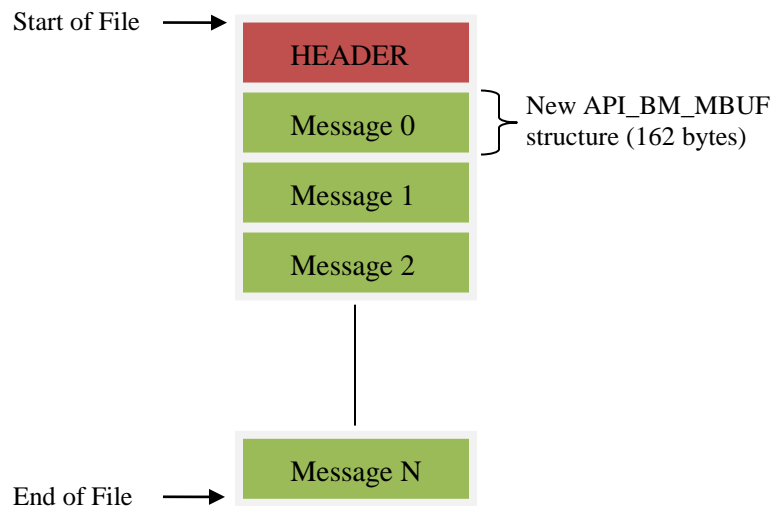 Start of File
HEADER
Message 0
New API_BM_MBUF
structure (162 bytes)
Message 1
Message 2
Message N
End of File